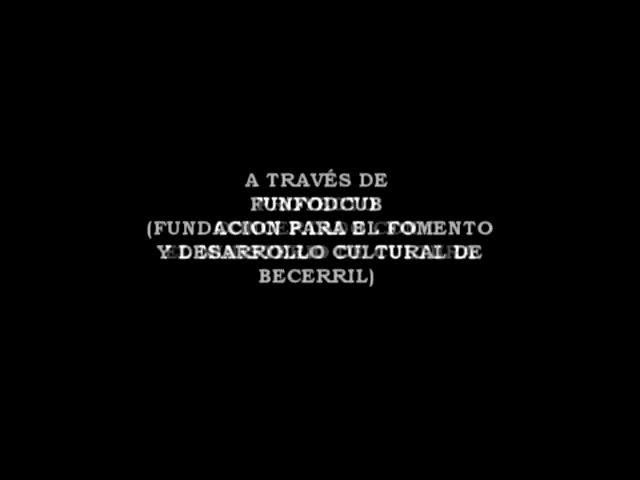 A TRAVÉS DE
FUNFODCUB
(FUNDACION PARA EL FOMENTO
Y DESARROLLO CULTURAL DE
BECERRIL)